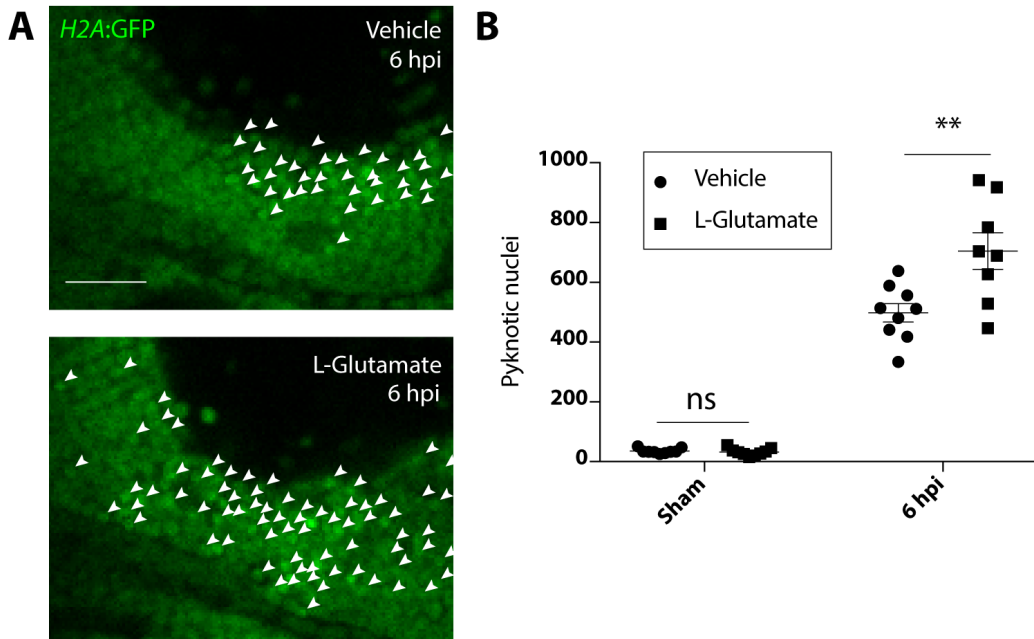 A
H2A:GFP
Vehicle
6 hpi
L-Glutamate
6 hpi
B
**
1000
Vehicle
L-Glutamate
800
600
400
200
0
ns
Pyknotic nuclei
Sham
6 hpi